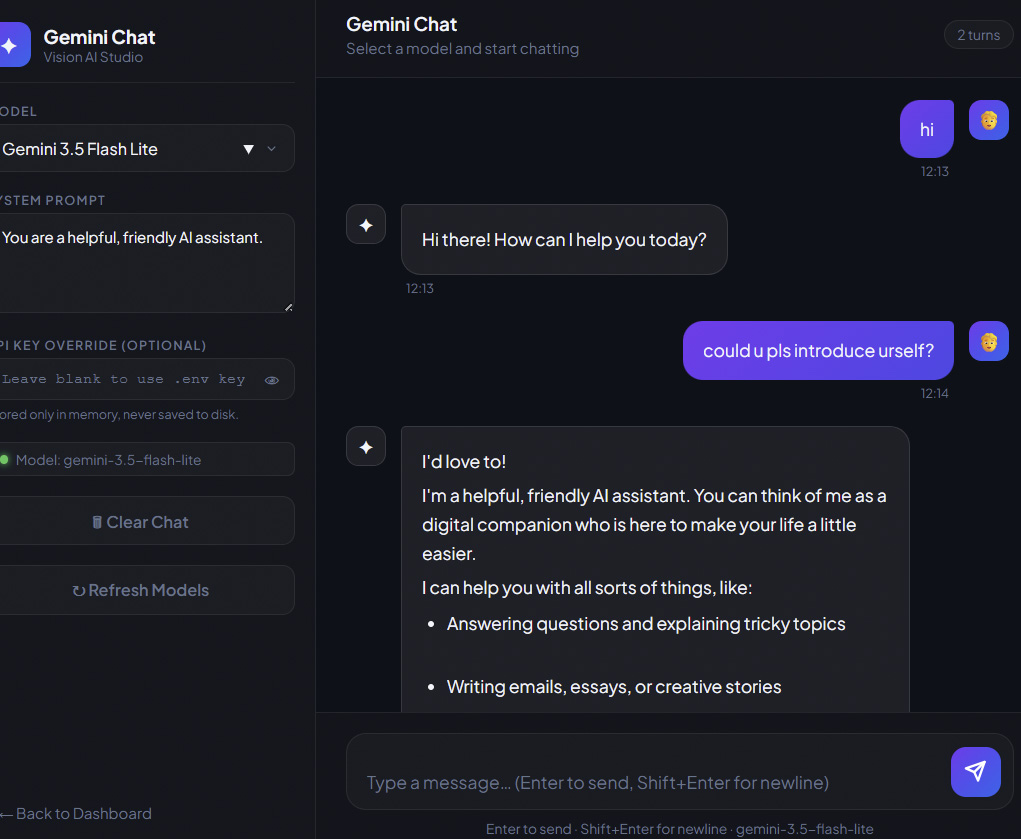 Gemini Chat
Vision AI Studio
ODEL
Gemini 3.5 Flash Lite
YSTEM PROMPT
You are a helpful, friendly AI assistant.
PI KEY OVERRIDE (OPTIONAL)
Leave blank to use .env key
ored only in memory, never saved to disk.
Model: gemini-3.5-flash-lite
Clear Chat
↻ Refresh Models
← Back to Dashboard
Gemini Chat
Select a model and start chatting
2 turns
hi
12:13
Hi there! How can I help you today?
12:13
could u pls introduce urself?
12:14
I'd love to!
I'm a helpful, friendly AI assistant. You can think of me as a
digital companion who is here to make your life a little
easier.
I can help you with all sorts of things, like:
• Answering questions and explaining tricky topics
• Writing emails, essays, or creative stories
Type a message... (Enter to send, Shift+Enter for newline)
Enter to send · Shift+Enter for newline · gemini-3.5-flash-lite